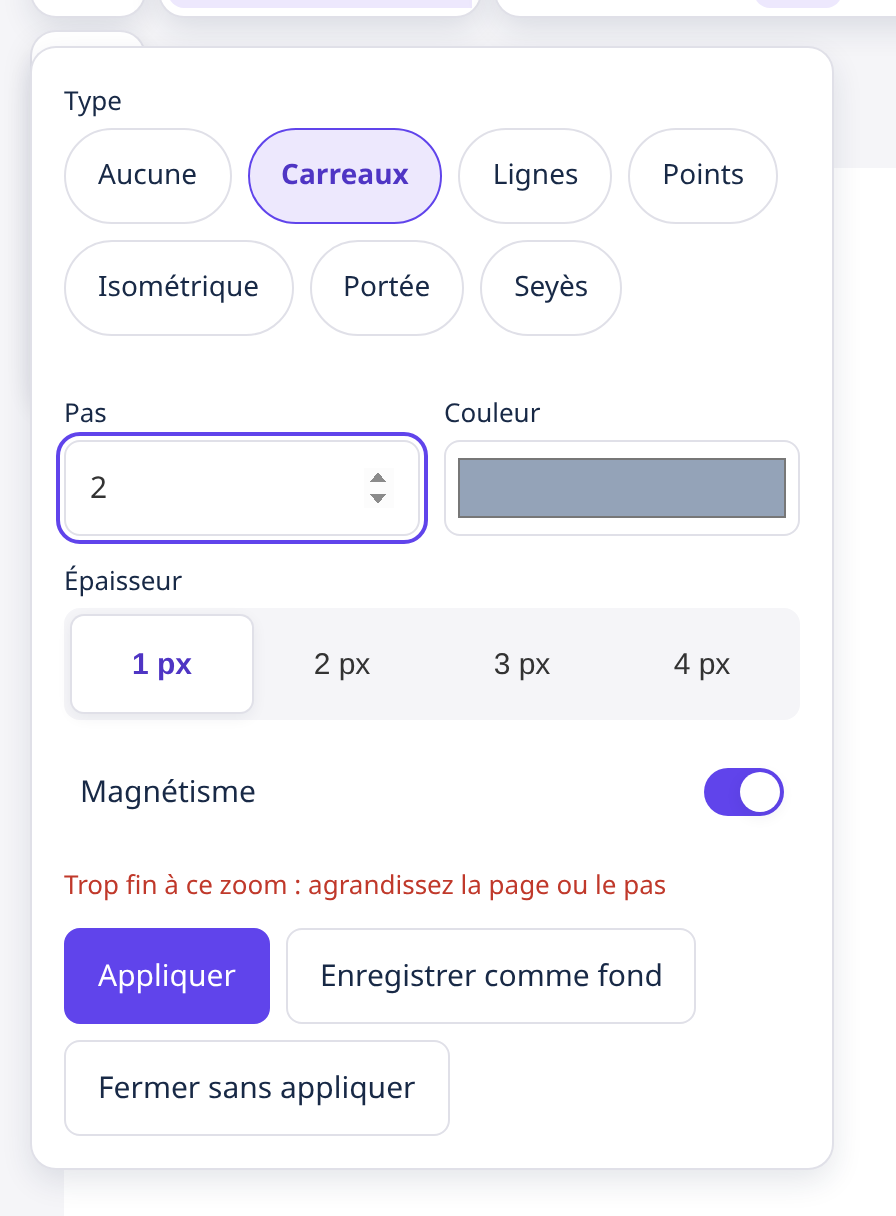 Type
Aucune Carreaux Lignes Points
Isométrique Portée Seyès
Pas Couleur
2
Épaisseur
1 px 2 px 3 px 4 px
Magnétisme
Trop fin à ce zoom : agrandissez la page ou le pas
Appliquer Enregistrer comme fond
Fermer sans appliquer